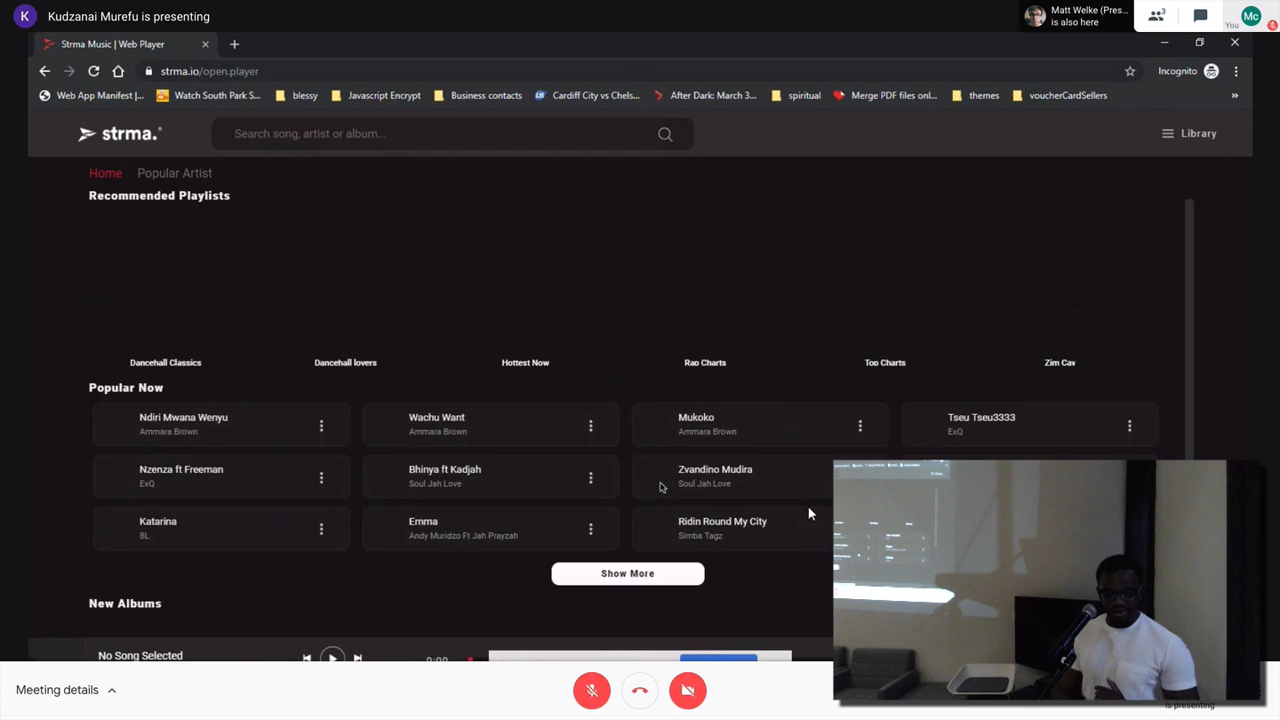 K Kudzanai Murefu is presenting
Matt Welke (Pres...
is also here
3
You
Mc
Strma Music | Web Player
strma.io/open.player
Incognito
Web App Manifest |...
Watch South Park S...
blessy
Javascript Encrypt
Business contacts
Cardiff City vs Chels...
After Dark: March 3...
spiritual
Merge PDF files onl...
themes
voucherCardSellers
»
strma.
Search song, artist or album...
Library
Home
Popular Artist
Recommended Playlists
Dancehall Classics
Dancehall lovers
Hottest Now
Rap Charts
Top Charts
Zim Cav
Popular Now
Ndiri Mwana Wenyu
Ammara Brown
Wachu Want
Ammara Brown
Mukoko
Ammara Brown
Tseu Tseu3333
ExQ
Nzenza ft Freeman
ExQ
Bhinya ft Kadjah
Soul Jah Love
Zvandino Mudira
Soul Jah Love
Katarina
8L
Emma
Andy Muridzo Ft Jah Prayzah
Ridin Round My City
Simba Tagz
Show More
New Albums
No Song Selected
0:00
Meeting details
is presenting